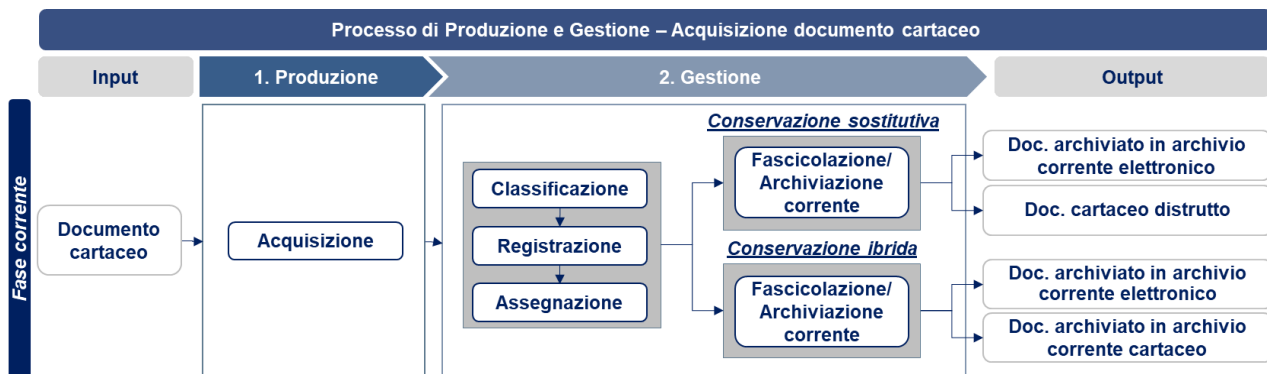 Processo di Produzione e Gestione – Acquisizione documento cartaceo
Input
1. Produzione
2. Gestione
Output
Fase corrente
Documento
cartaceo
Acquisizione
Classificazione
Registrazione
Assegnazione
Conservazione sostitutiva
Fascicolazione/
Archiviazione
corrente
Conservazione ibrida
Fascicolazione/
Archiviazione
corrente
Doc. archiviato in archivio
corrente elettronico
Doc. cartaceo distrutto
Doc. archiviato in archivio
corrente elettronico
Doc. archiviato in archivio
corrente cartaceo